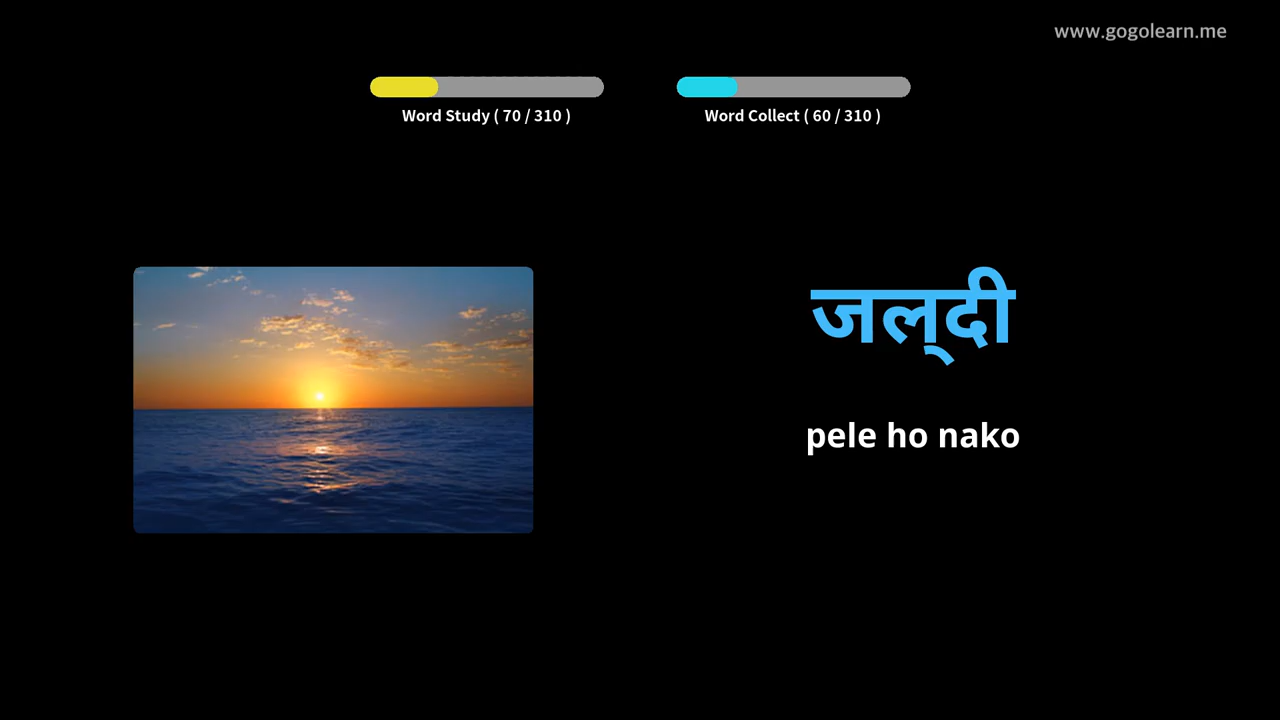 www.gogolearn.me
Word Study ( 70 / 310 )
Word Collect ( 60 / 310 )
जल्‌दी
pele ho nako